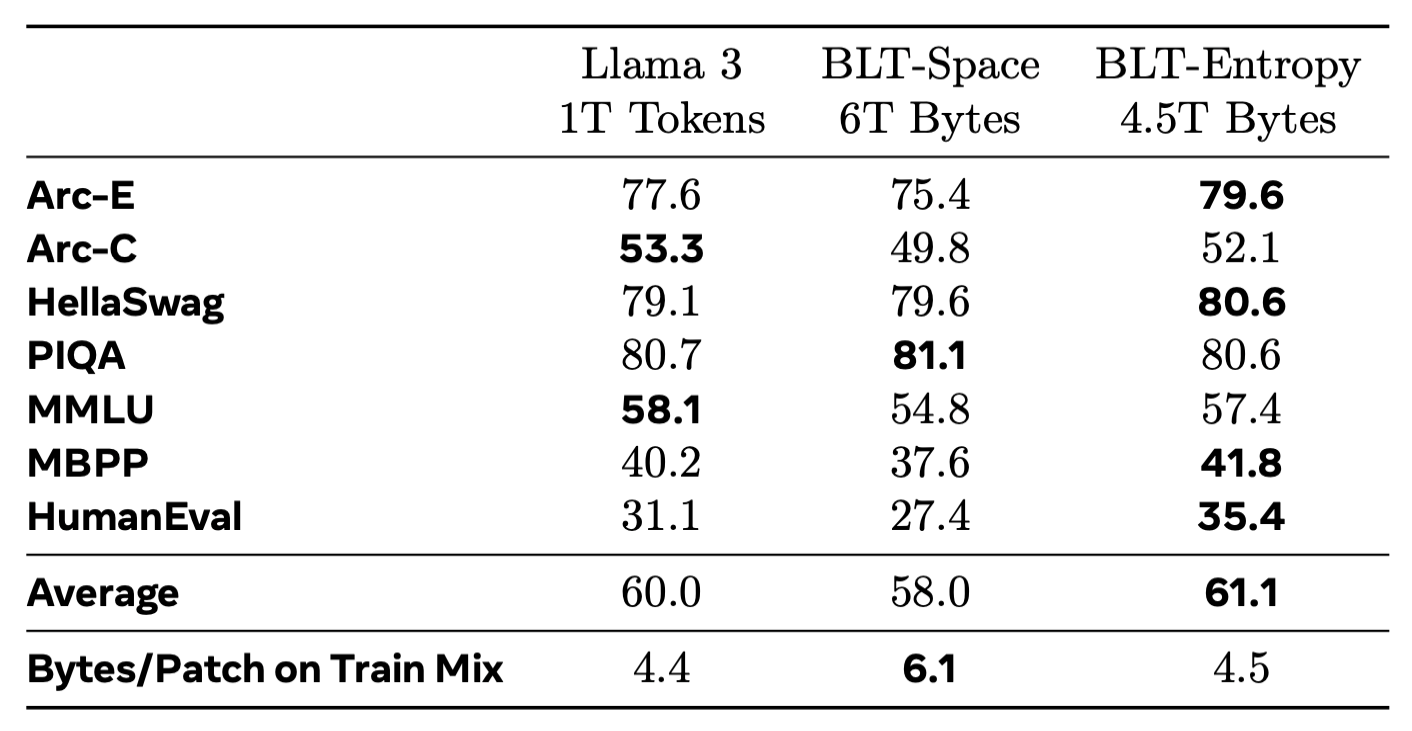 Llama 3 BLT-Space BLT-Entropy
1T Tokens 6T Bytes 4.5T Bytes
Arc-E 77.6 75.4 79.6
Arc-C 53.3 49.8 52.1
HellaSwag 79.1 79.6 80.6
PIQA 80.7 81.1 80.6
MMLU 58.1 54.8 57.4
MBPP 40.2 37.6 41.8
HumanEval 31.1 27.4 35.4
Average 60.0 58.0 61.1
Bytes/Patch on Train Mix 4.4 6.1 4.5